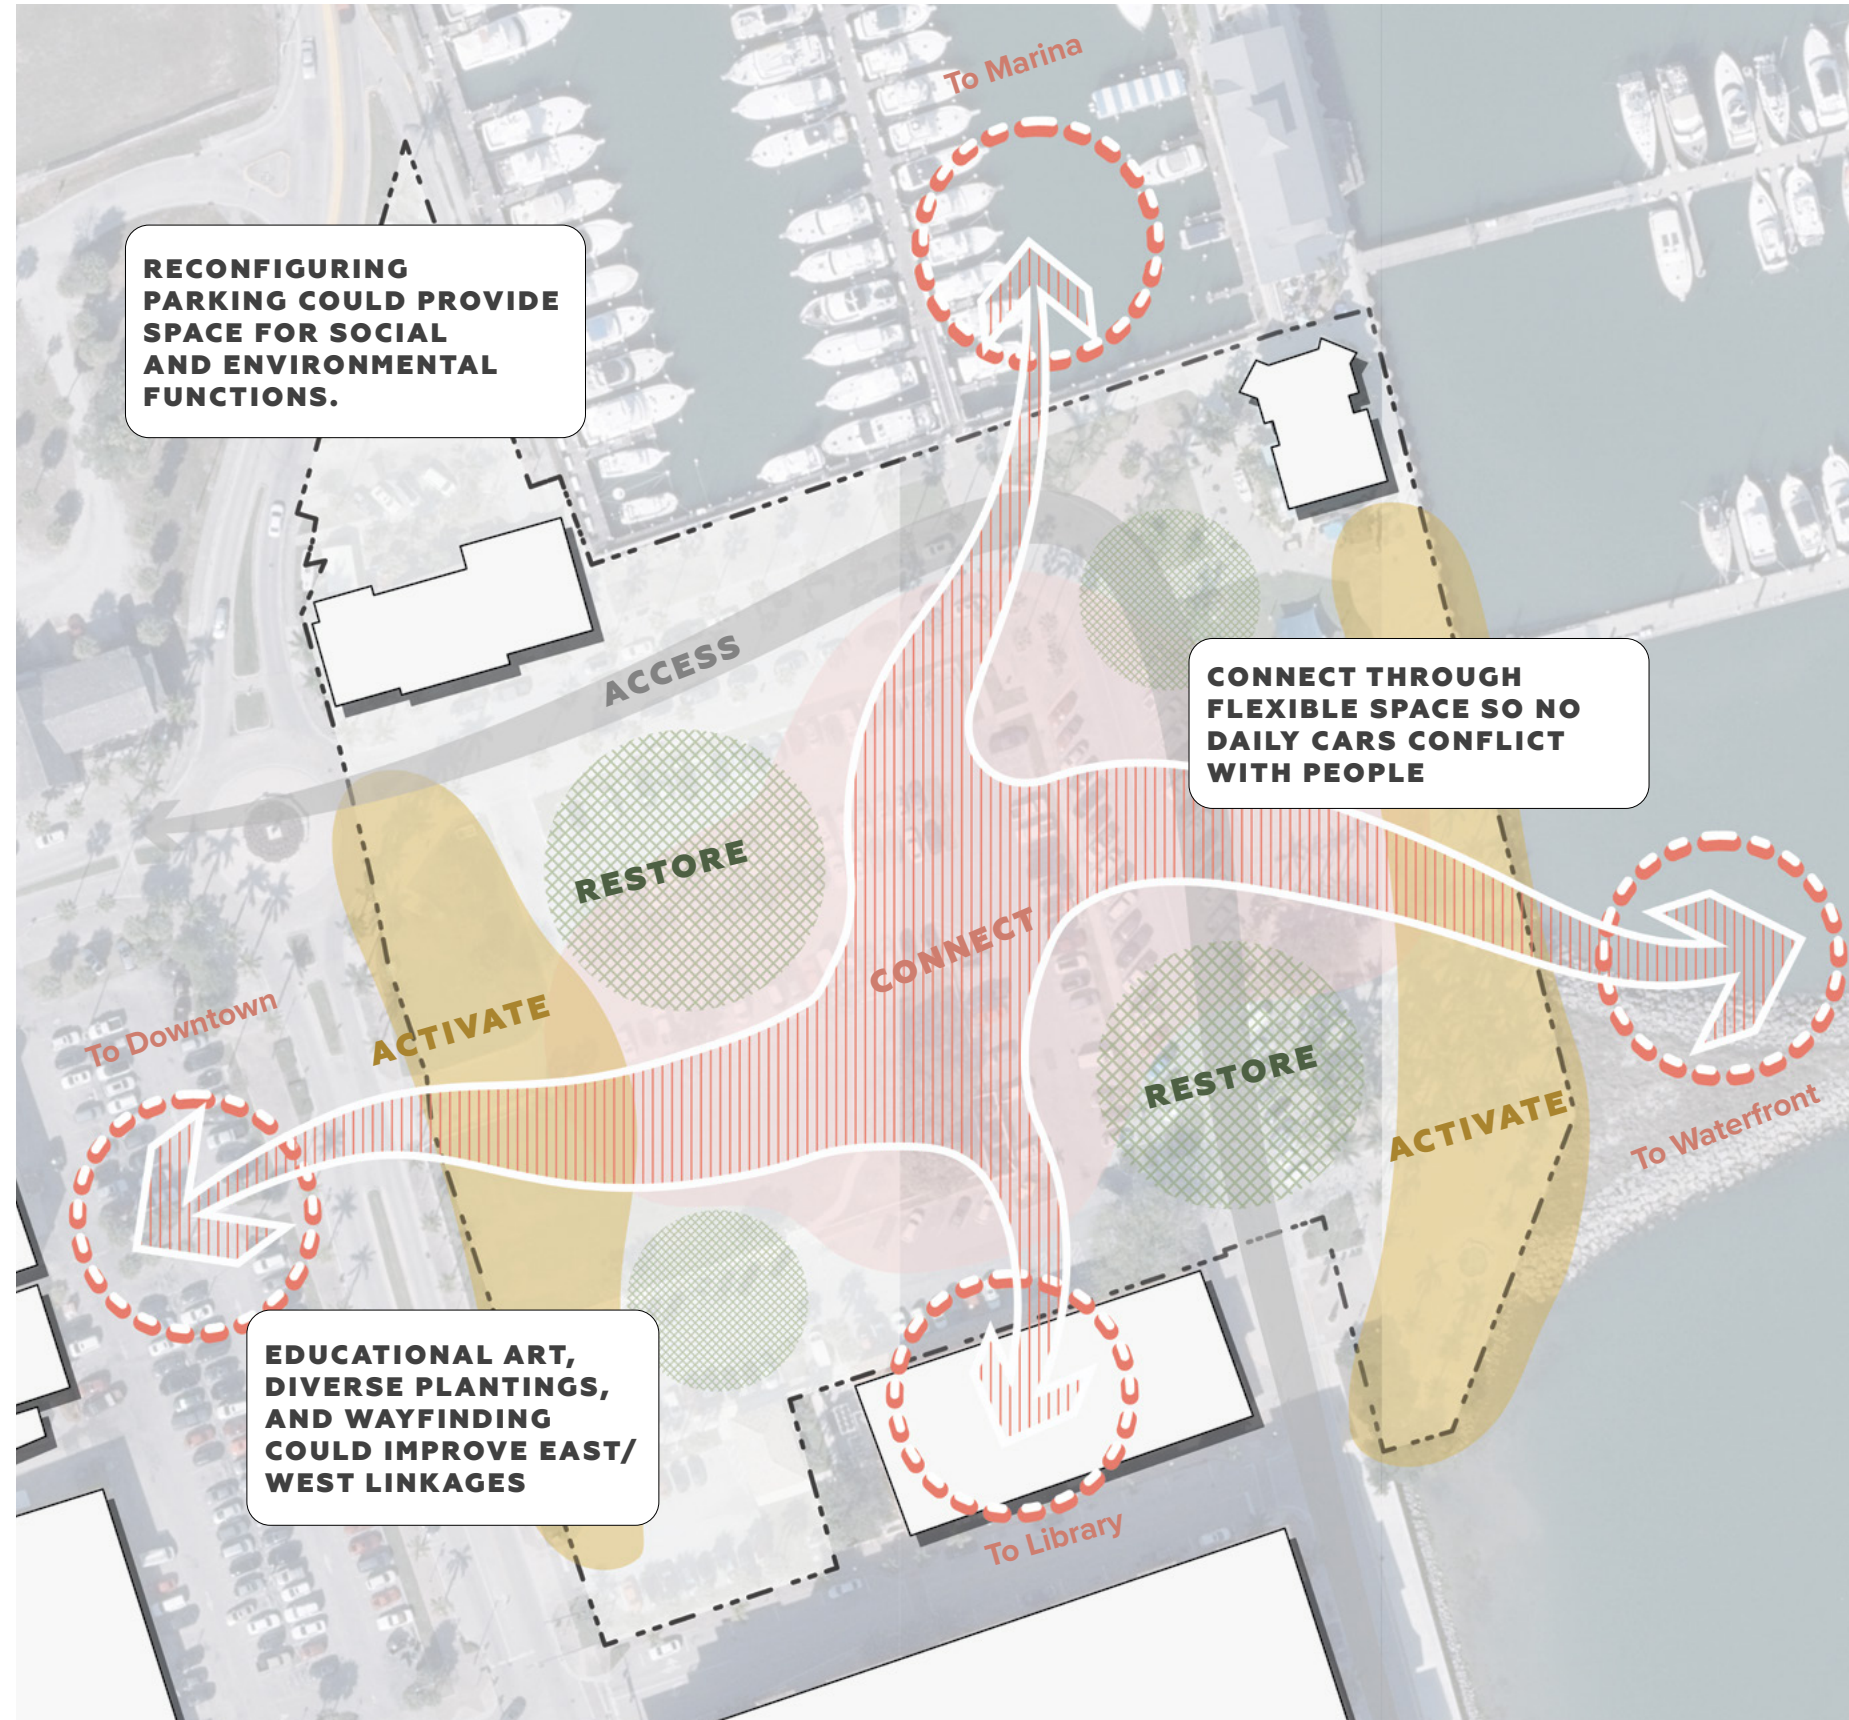 To Marina
RECONFIGURING
PARKING COULD PROVIDE
SPACE FOR SOCIAL
AND ENVIRONMENTAL
FUNCTIONS.
ACCESS
CONNECT THROUGH
FLEXIBLE SPACE SO NO
DAILY CARS CONFLICT
WITH PEOPLE
RESTORE
CONNECT
ACTIVATE
To Downtown
RESTORE
ACTIVATE
To Waterfront
EDUCATIONAL ART,
DIVERSE PLANTINGS,
AND WAYFINDING
COULD IMPROVE EAST/
WEST LINKAGES
To Library